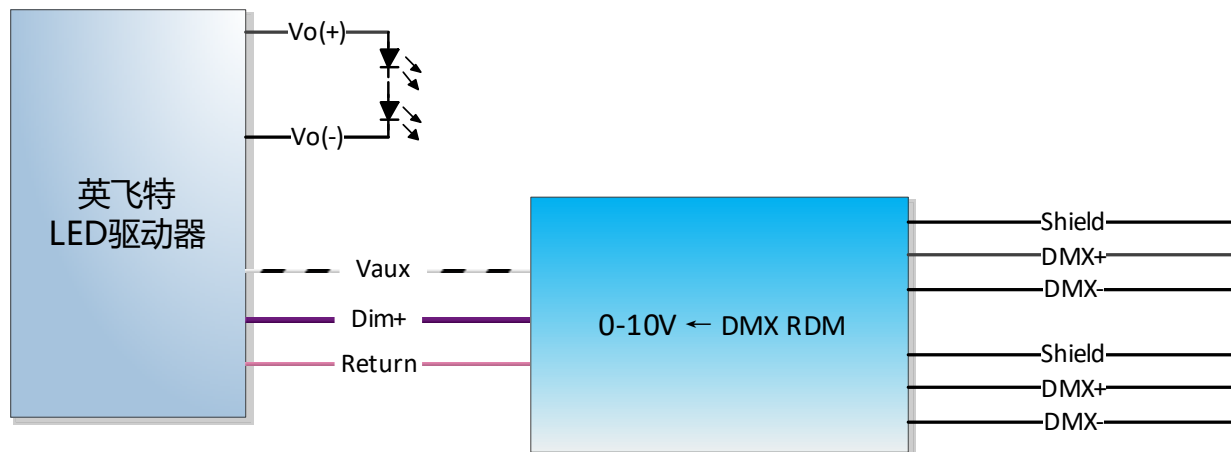 Vo(+)
Vo(-)
英飞特
LED驱动器
Vaux
Dim+
Return
0-10V ← DMX RDM
Shield
DMX+
DMX-
Shield
DMX+
DMX-